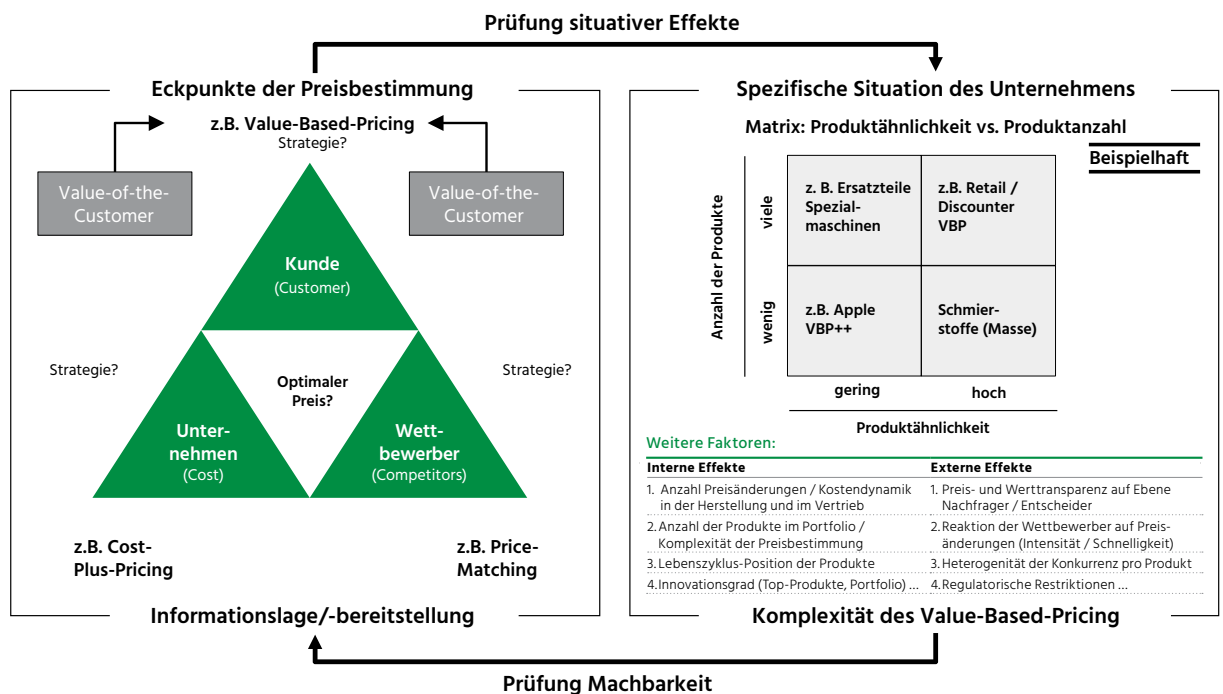 Prüfung situativer Effekte
Eckpunkte der Preisbestimmung
z.B. Value-Based-Pricing
Strategie?
Value-of-the-
Customer
Value-of-the-
Customer
Kunde
(Customer)
Strategie?
Strategie?
Optimaler
Preis?
Unter-
nehmen
(Cost)
Wett-
bewerber
(Competitors)
z.B. Cost-
Plus-Pricing
z.B. Price-
Matching
Informationslage/-bereitstellung
Spezifische Situation des Unternehmens
Matrix: Produktähnlichkeit vs. Produktanzahl
Beispielhaft
Anzahl der Produkte
viele
wenig
z. B. Ersatzteile
Spezial-
maschinen
z.B. Retail /
Discounter
VBP
z.B. Apple
VBP++
Schmier-
stoffe (Masse)
gering
hoch
Produktähnlichkeit
Weitere Faktoren:
Interne Effekte
1. Anzahl Preisänderungen / Kostendynamik
in der Herstellung und im Vertrieb
2. Anzahl der Produkte im Portfolio /
Komplexität der Preisbestimmung
3. Lebenszyklus-Position der Produkte
4. Innovationsgrad (Top-Produkte, Portfolio) ...
Externe Effekte
1. Preis- und Werttransparenz auf Ebene
Nachfrager / Entscheider
2. Reaktion der Wettbewerber auf Preis-
änderungen (Intensität / Schnelligkeit)
3. Heterogenität der Konkurrenz pro Produkt
4. Regulatorische Restriktionen ...
Komplexität des Value-Based-Pricing
Prüfung Machbarkeit